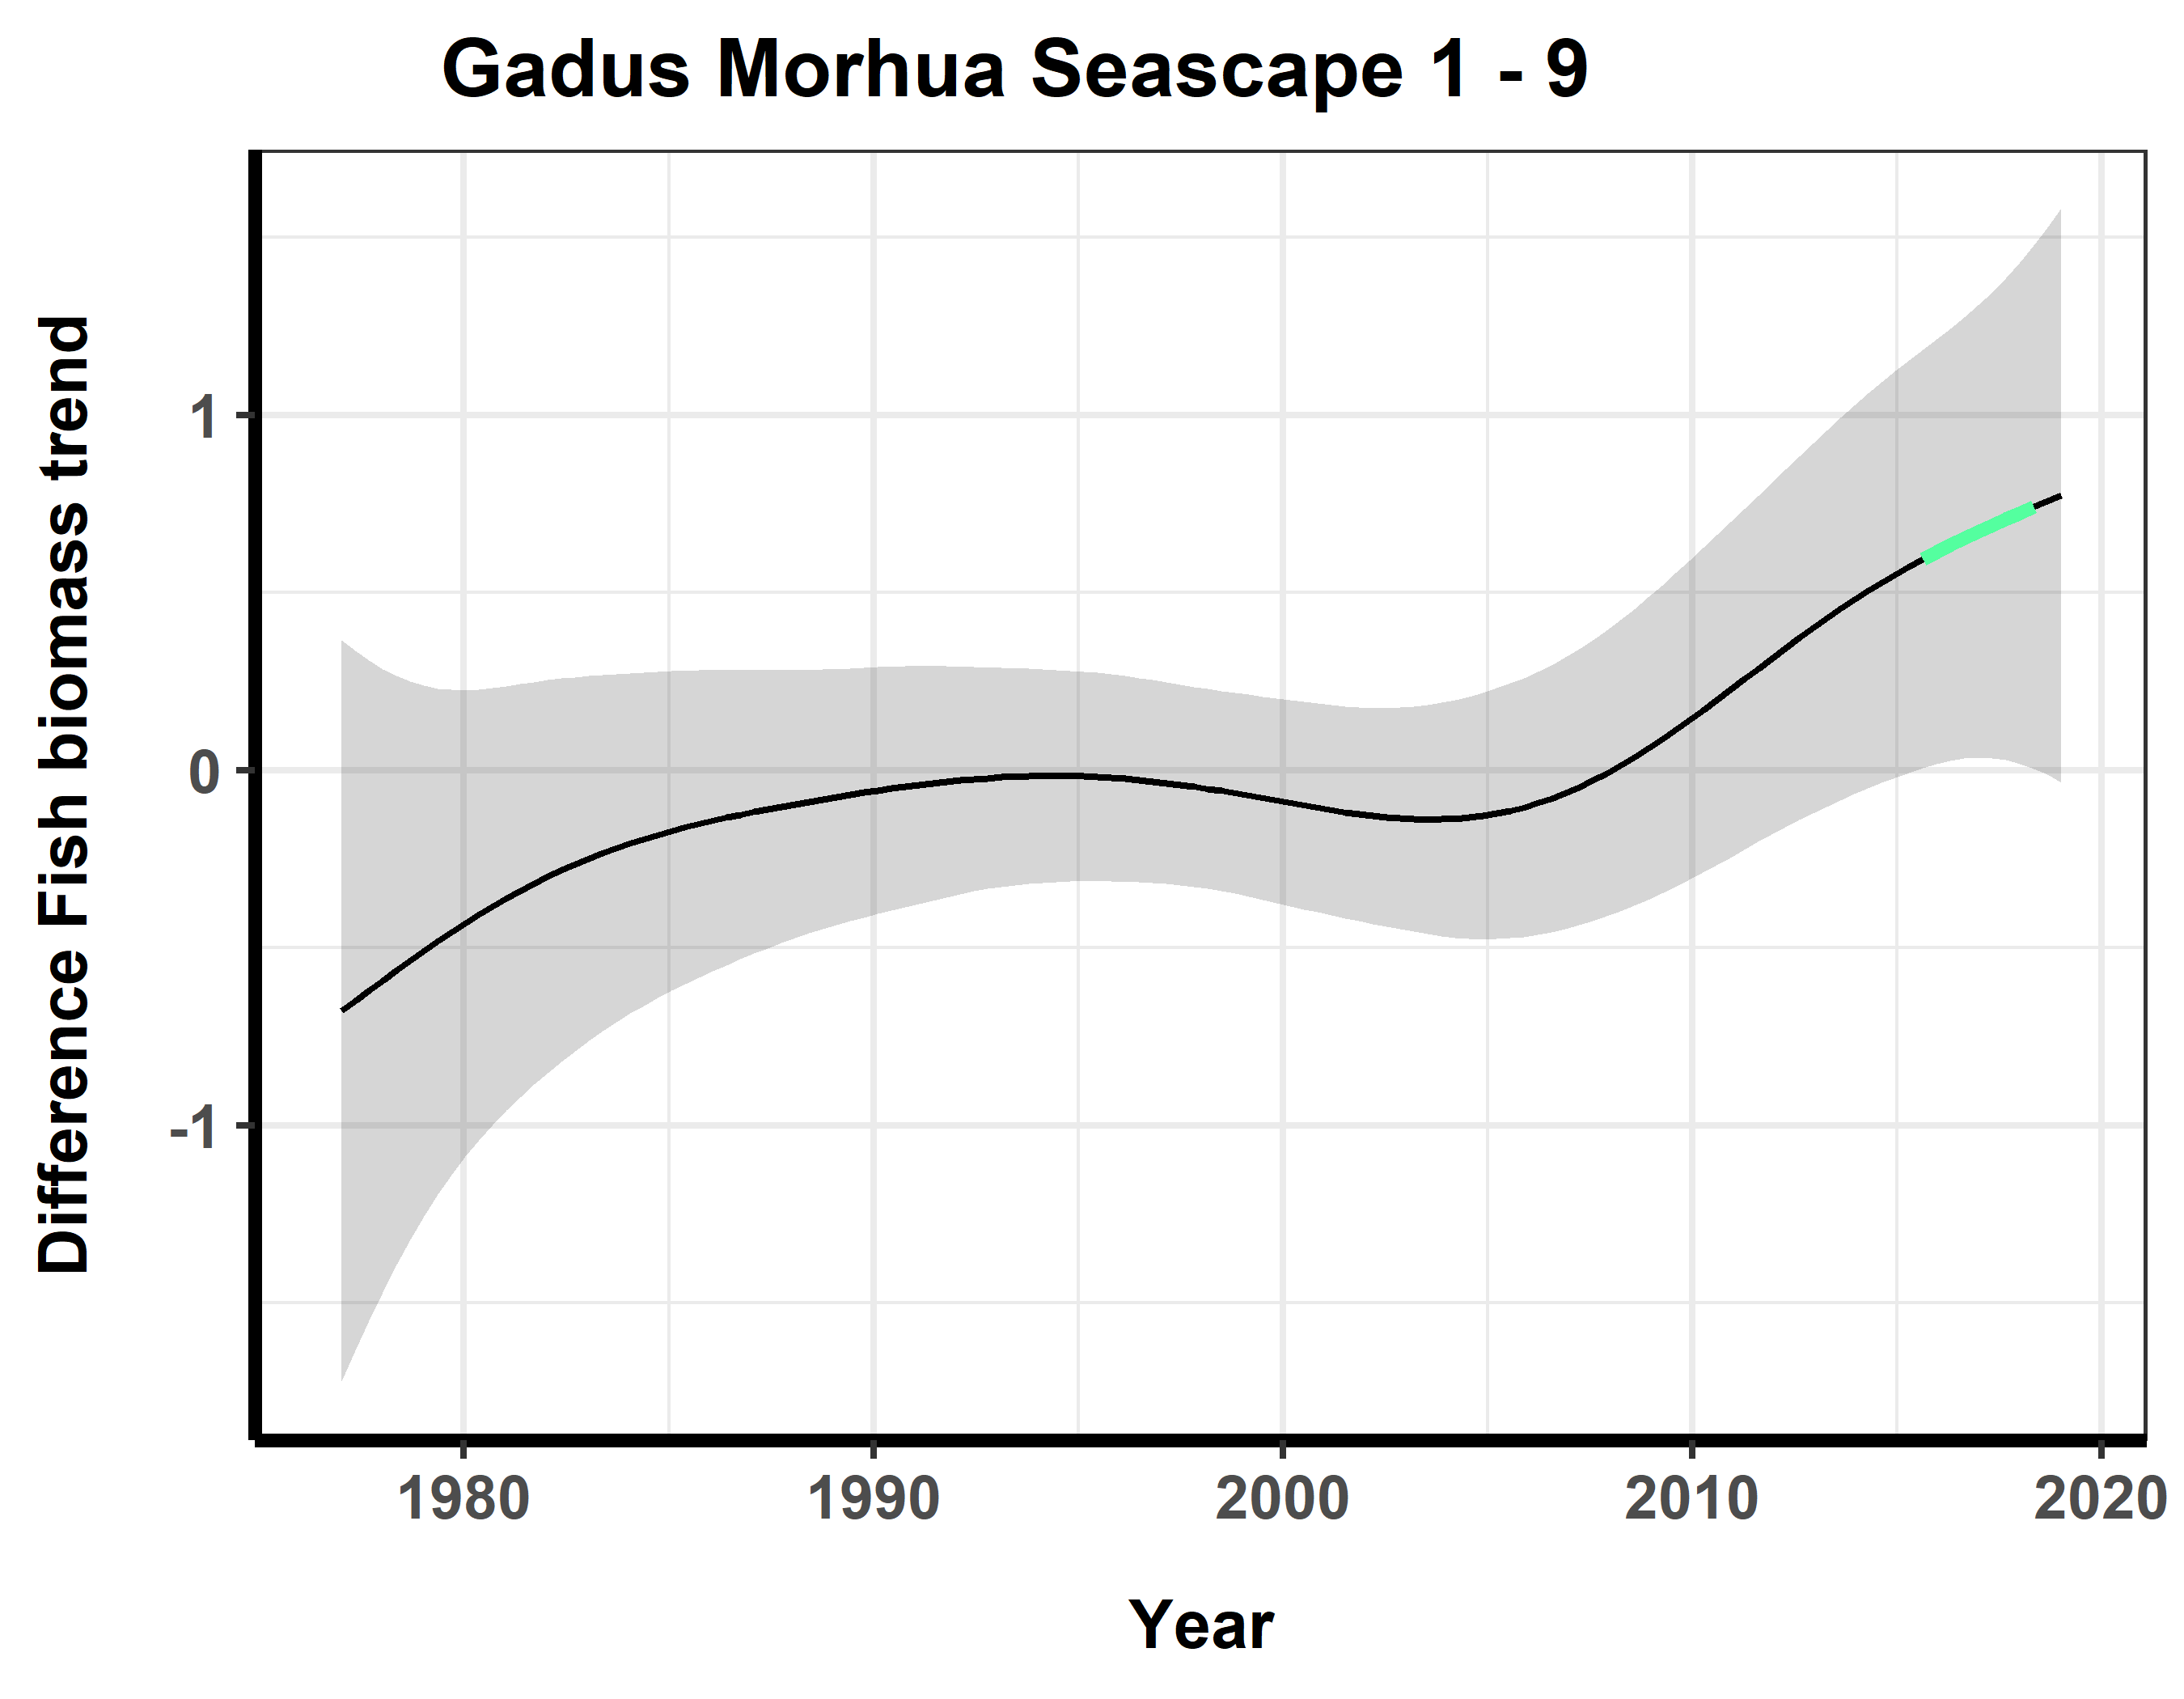 Gadus Morhua Seascape 1 - 9
Difference Fish biomass trend
1
0
-1
1980 1990 2000 2010 2020
Year